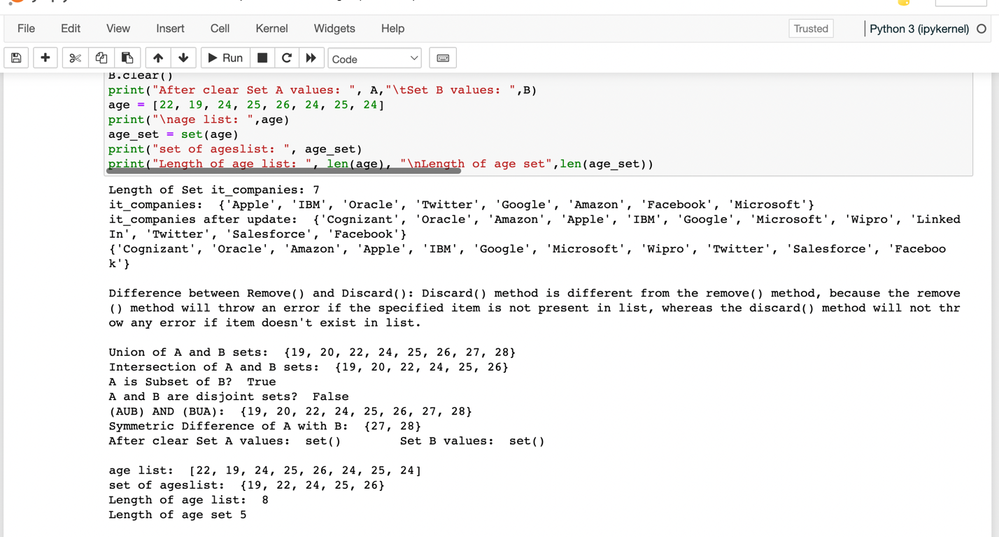 File Edit View Insert Cell Kernel Widgets Help Trusted Python 3 (ipykernel)
Run Code
B.clear()
print("After clear Set A values: ", A,"\tSet B values: ",B)
age = [22, 19, 24, 25, 26, 24, 25, 24]
print("\nage list: ",age)
age_set = set(age)
print("set of ageslist: ", age_set)
print("Length of age list: ", len(age), "\nLength of age set",len(age_set))
Length of Set it_companies: 7
it_companies:  {'Apple', 'IBM', 'Oracle', 'Twitter', 'Google', 'Amazon', 'Facebook', 'Microsoft'}
it_companies after update:  {'Cognizant', 'Oracle', 'Amazon', 'Apple', 'IBM', 'Google', 'Microsoft', 'Wipro', 'Linked
In', 'Twitter', 'Salesforce', 'Facebook'}
{'Cognizant', 'Oracle', 'Amazon', 'Apple', 'IBM', 'Google', 'Microsoft', 'Wipro', 'Twitter', 'Salesforce', 'Faceboo
k'}
Difference between Remove() and Discard(): Discard() method is different from the remove() method, because the remove
() method will throw an error if the specified item is not present in list, whereas the discard() method will not thr
ow any error if item doesn't exist in list.
Union of A and B sets:  {19, 20, 22, 24, 25, 26, 27, 28}
Intersection of A and B sets:  {19, 20, 22, 24, 25, 26}
A is Subset of B?  True
A and B are disjoint sets?  False
(AUB) AND (BUA):  {19, 20, 22, 24, 25, 26, 27, 28}
Symmetric Difference of A with B:  {27, 28}
After clear Set A values:  set()        Set B values:  set()
age list:  [22, 19, 24, 25, 26, 24, 25, 24]
set of ageslist:  {19, 22, 24, 25, 26}
Length of age list:  8
Length of age set 5